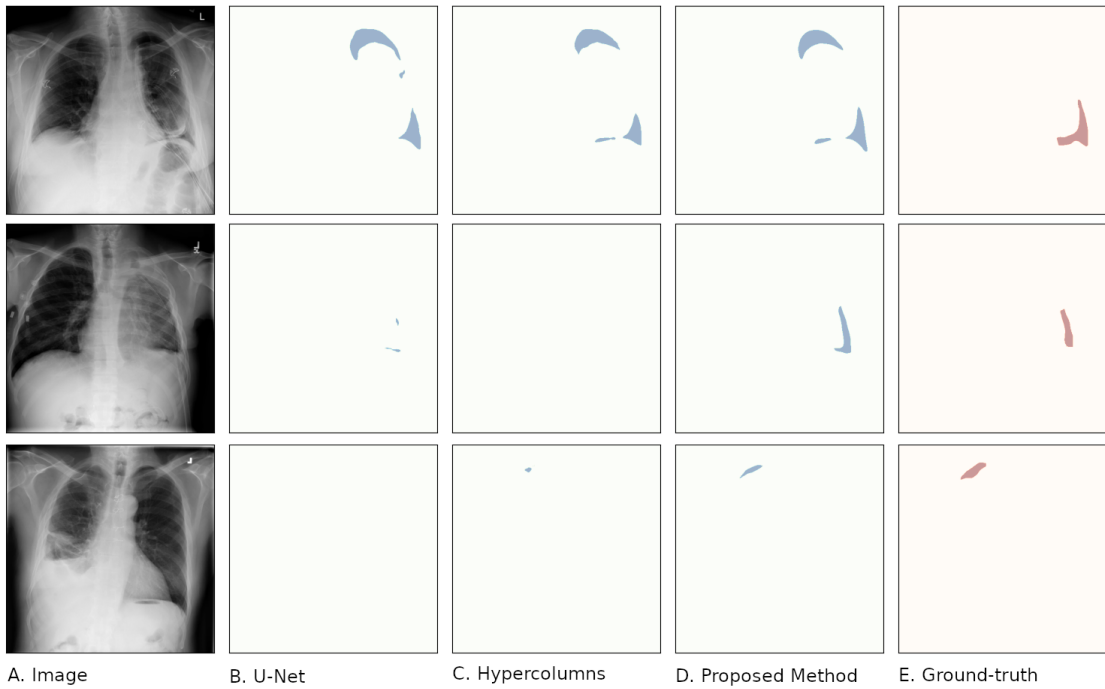 L
A. Image
B. U-Net
C. Hypercolumns
D. Proposed Method
E. Ground-truth